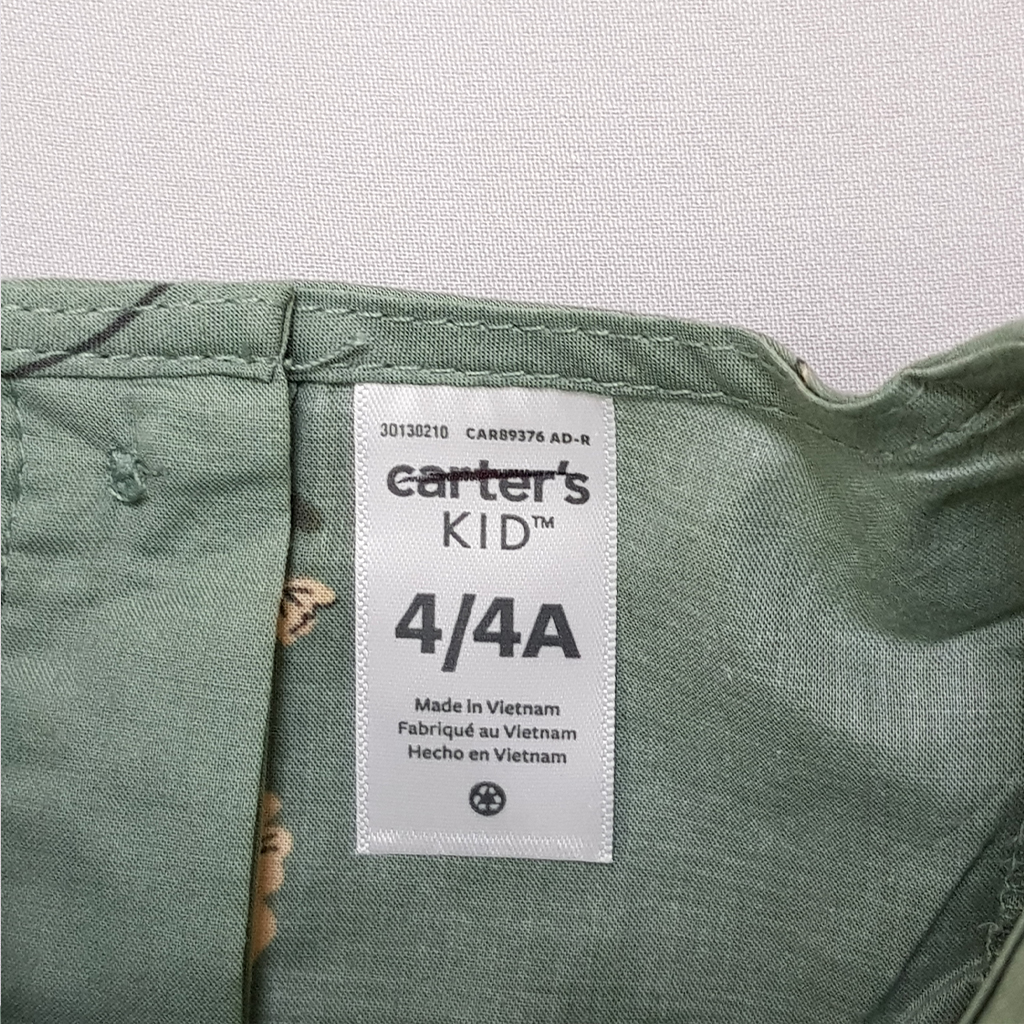 30130210 CAR89376 AD-R
carter's
KID™
4/4A
Made in Vietnam
Fabriqué au Vietnam
Hecho en Vietnam